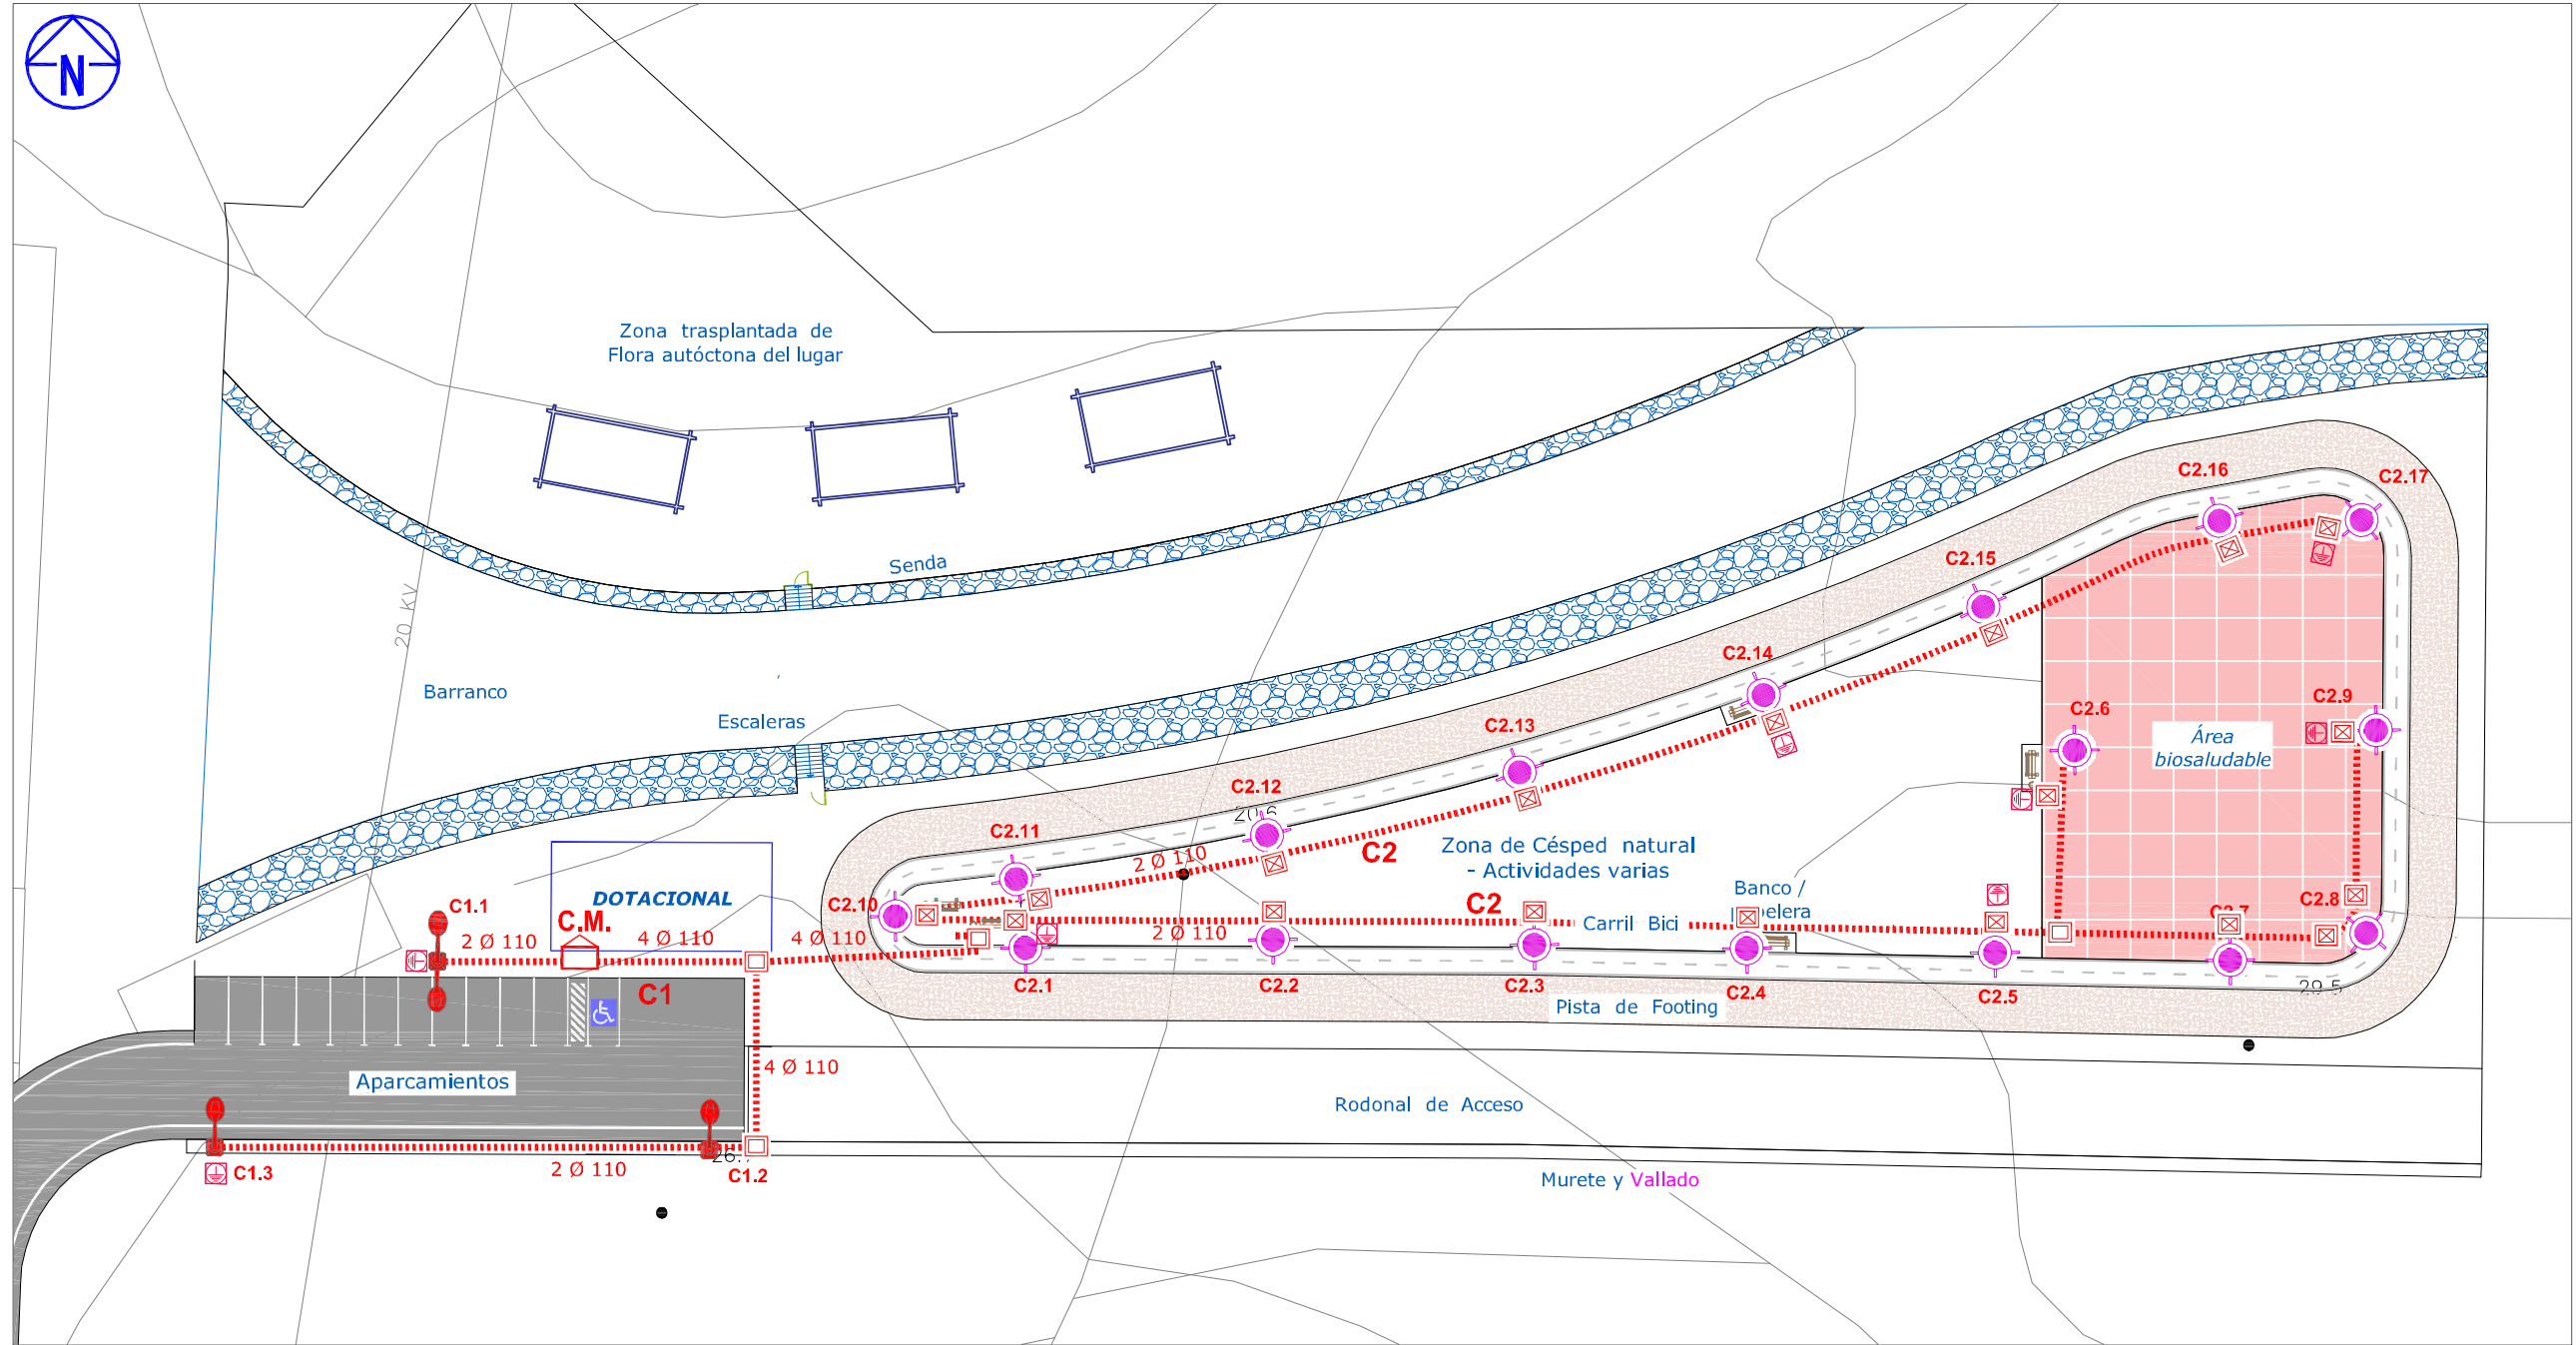 N
Zona trasplantada de
Flora autóctona del lugar
C2.16
C2.17
Senda
C2.15
20 KV
Barranco
Escaleras
C2.14
C2.13
C2.6
C2.9
Área
biosaludable
C2.12
C2.11
2 Ø 110
C2
Zona de Césped natural
- Actividades varias
Banco /
C2.10
C2
C2.8
C2.7
DOTACIONAL
C1.1
C.M.
2 Ø 110
4 Ø 110
4 Ø 110
2 Ø 110
Carril Bici
C1
C2.1
C2.2
C2.3
C2.4
C2.5
29.5
Pista de Footing
Aparcamientos
4 Ø 110
Rodonal de Acceso
C1.3
2 Ø 110
C1.2
Murete y Vallado